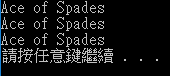 Ace of Spades
Ace of Spades
Ace of Spades
請按任意鍵繼續 . . .